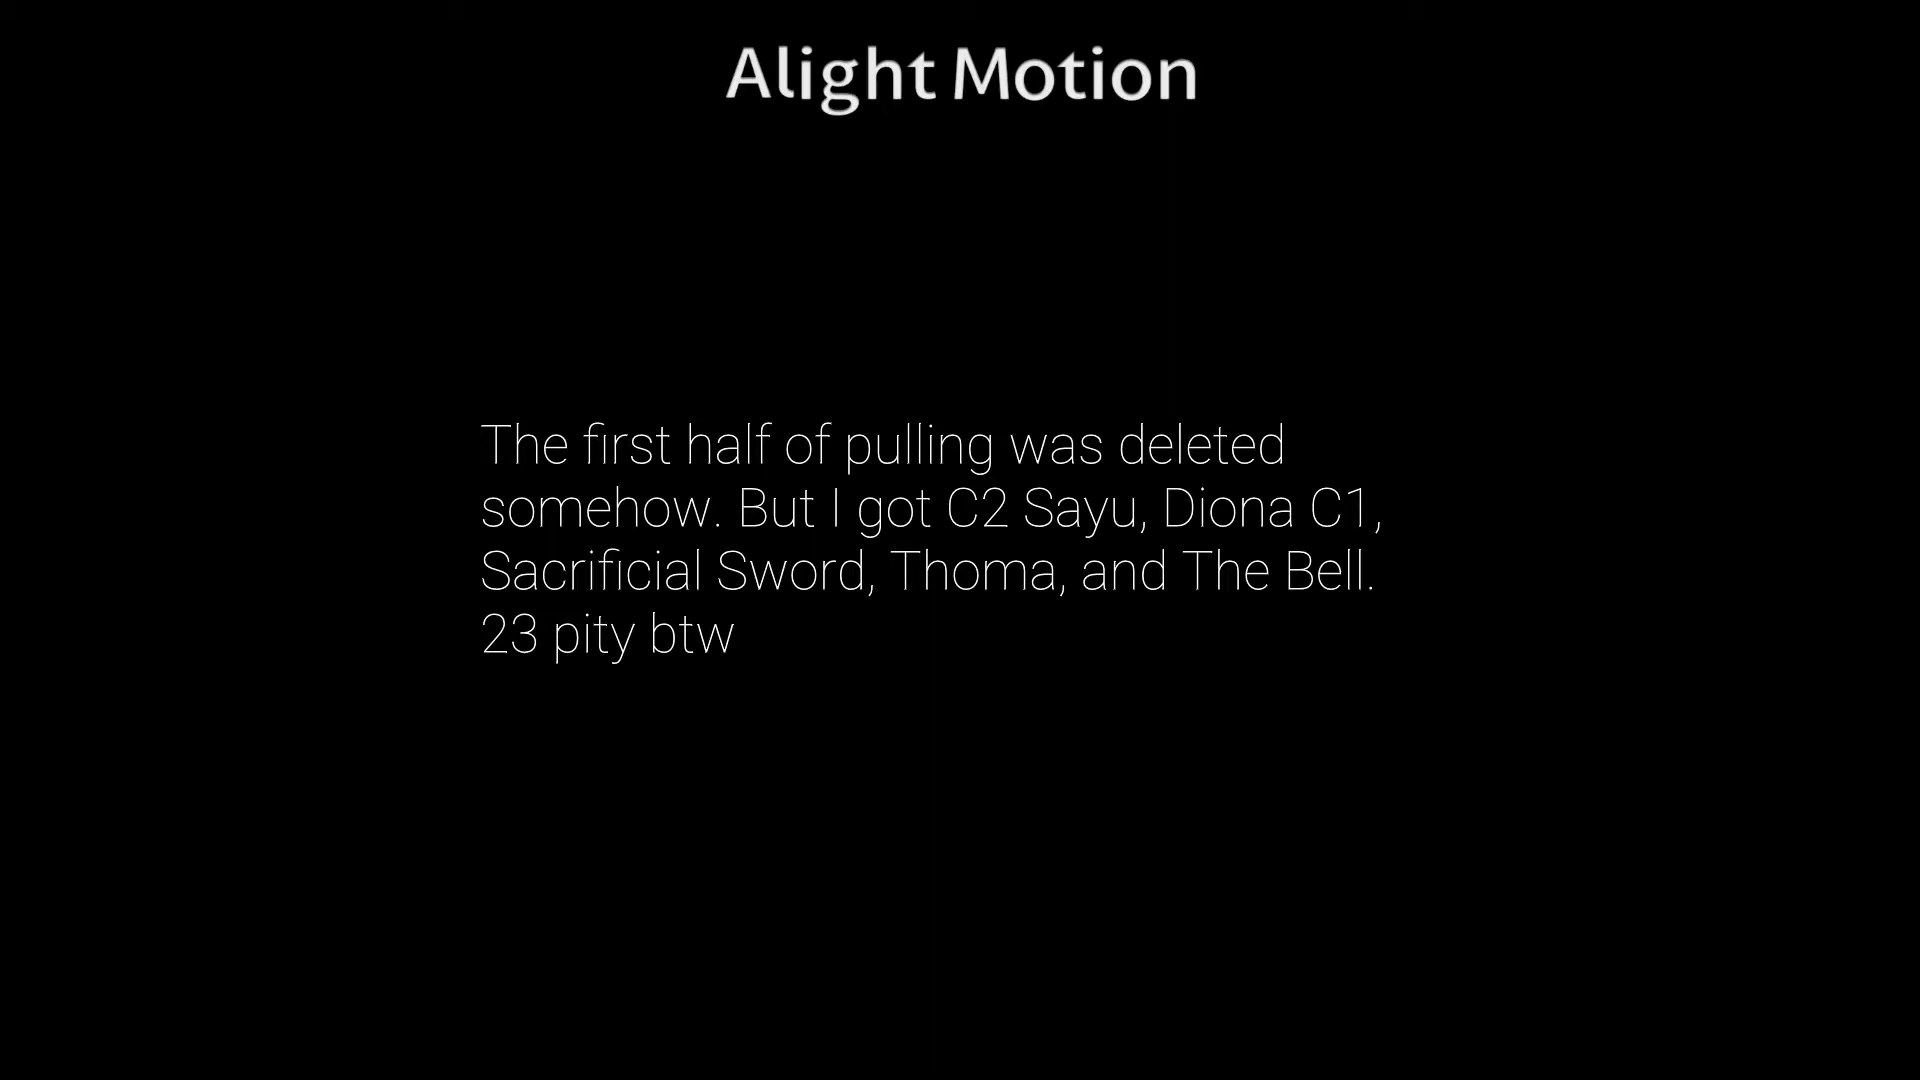 Alight Motion
The first half of pulling was deleted
somehow. But I got C2 Sayu, Diona C1,
Sacrificial Sword, Thoma, and The Bell.
23 pity btw